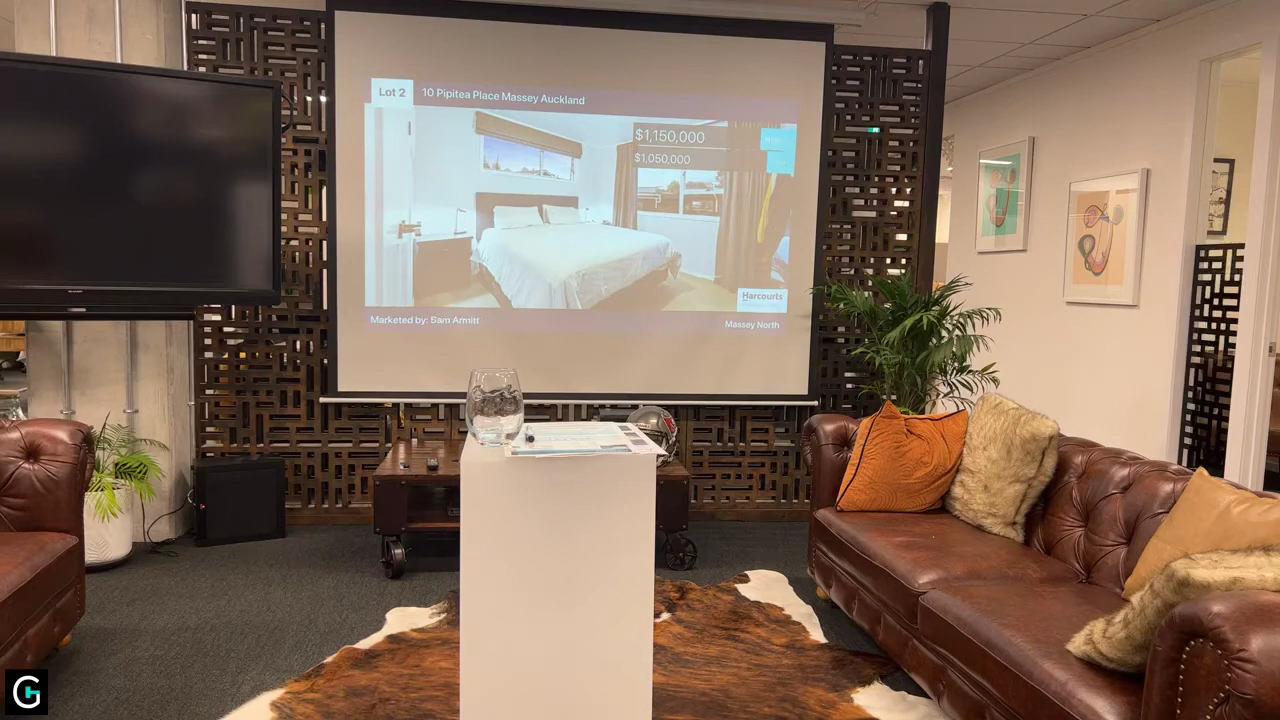 Lot 2
10 Pipitea Place Massey Auckland
$1,150,000
$1,050,000
Harcourts
Marketed by: Sam Armitt
Massey North